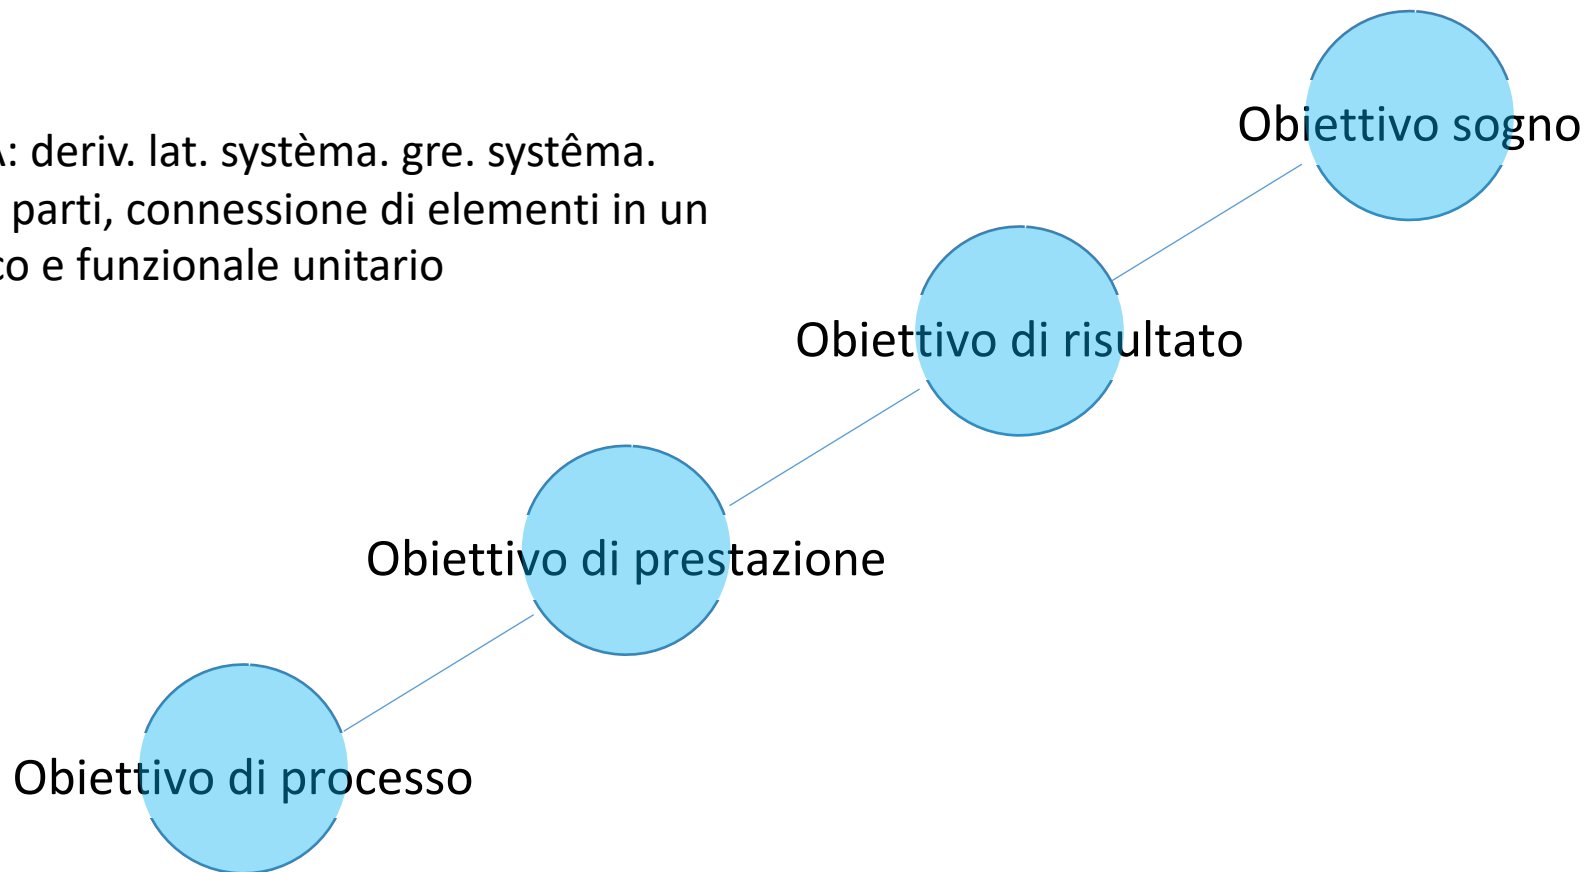 A: deriv. lat. systèma. gre. systêma.
parti, connessione di elementi in un
co e funzionale unitario
Obiettivo sogno
Obiettivo di risultato
Obiettivo di prestazione
Obiettivo di processo